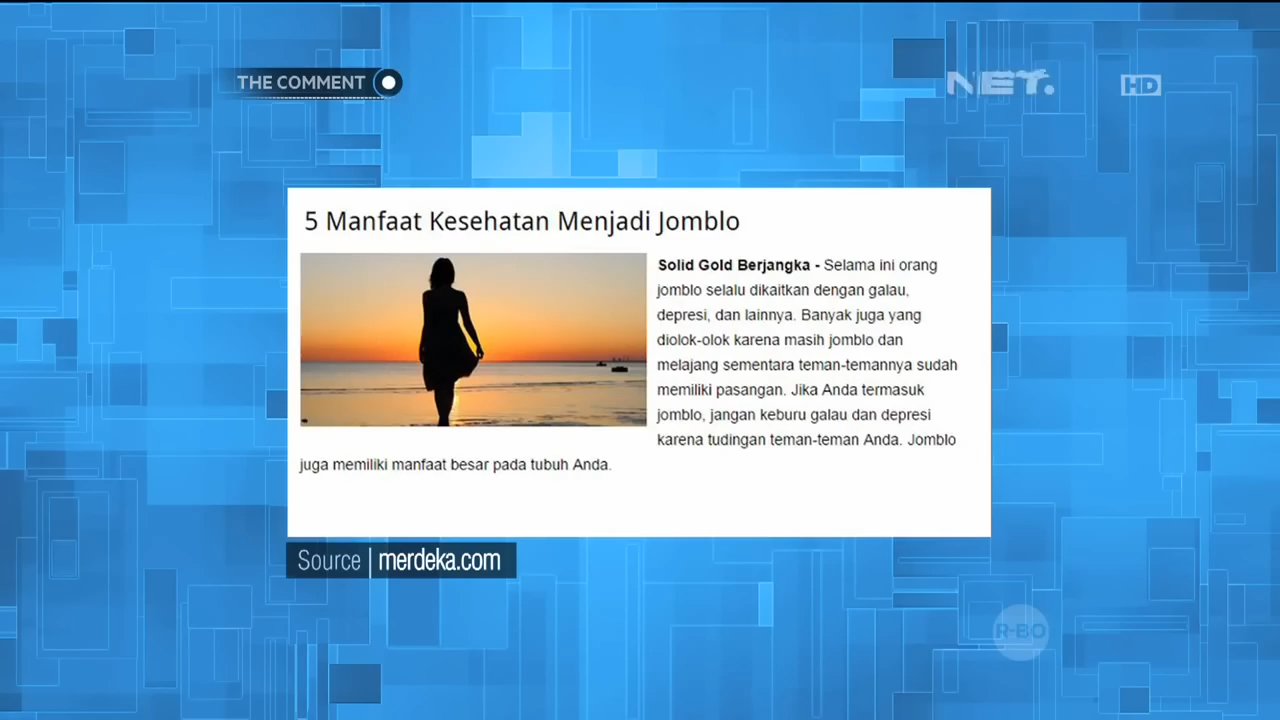 THE COMMENT
NET.
HD
5 Manfaat Kesehatan Menjadi Jomblo
Solid Gold Berjangka - Selama ini orang
jomblo selalu dikaitkan dengan galau,
depresi, dan lainnya. Banyak juga yang
diolok-olok karena masih jomblo dan
melajang sementara teman-temannya sudah
memiliki pasangan. Jika Anda termasuk
jomblo, jangan keburu galau dan depresi
karena tudingan teman-teman Anda. Jomblo
juga memiliki manfaat besar pada tubuh Anda.
Source | merdeka.com
R-BO